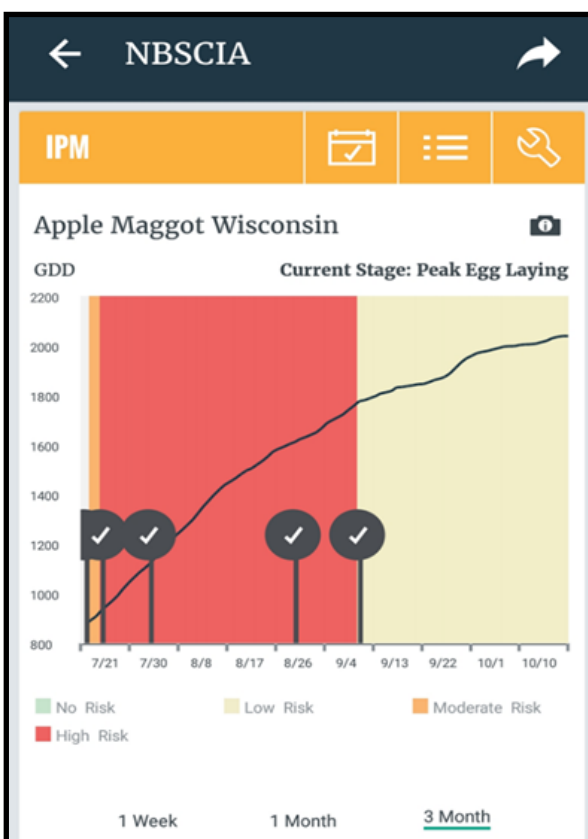 NBSCIA
IPM
Apple Maggot Wisconsin
GDD Current Stage: Peak Egg Laying
2200
2000
1800
1600
1400
1200
1000
800
7/21 7/30 8/8 8/17 8/26 9/4 9/13 9/22 10/1 10/10
No Risk Low Risk Moderate Risk
High Risk
1 Week 1 Month 3 Month